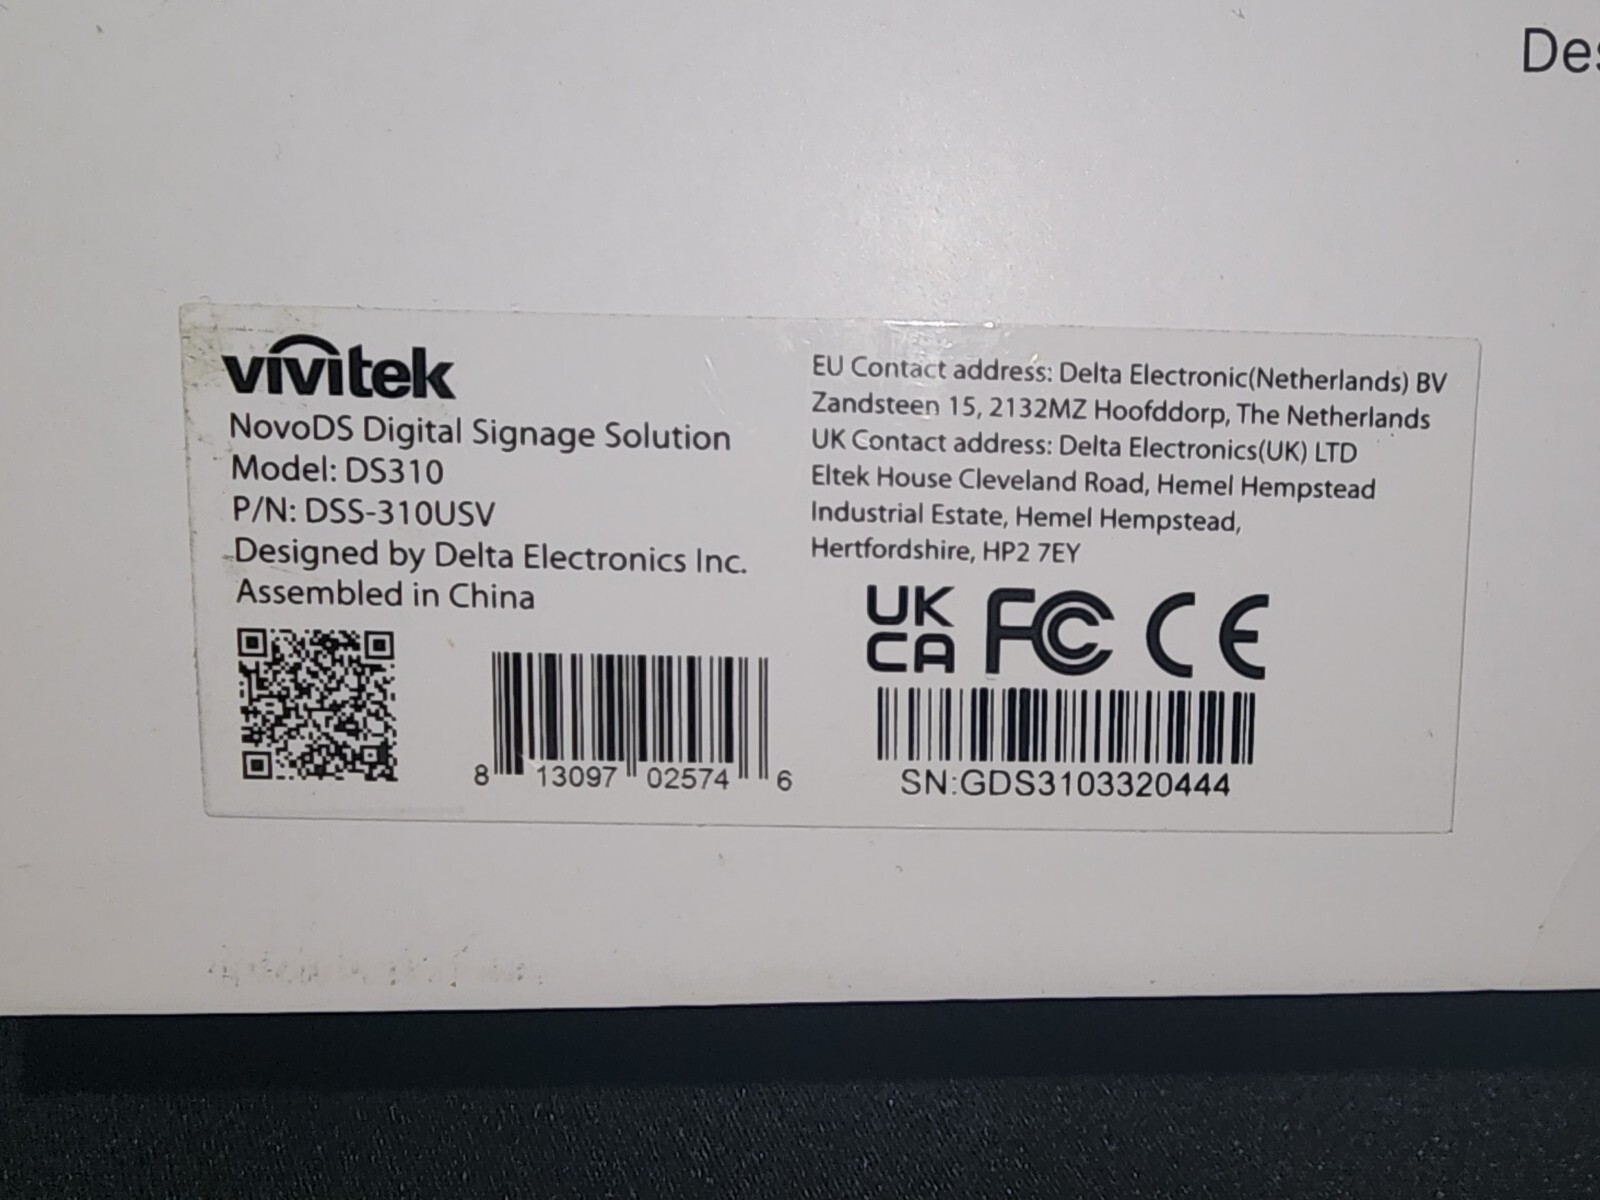 Des
vivitek
NovoDS Digital Signage Solution
Model: DS310
P/N: DSS-310USV
Designed by Delta Electronics Inc.
Assembled in China
8 13097 02574 6
EU Contact address: Delta Electronic(Netherlands) BV
Zandsteen 15, 2132MZ Hoofddorp, The Netherlands
UK Contact address: Delta Electronics(UK) LTD
Eltek House Cleveland Road, Hemel Hempstead
Industrial Estate, Hemel Hempstead,
Hertfordshire, HP2 7EY
UK
CA FC CE
SN:GDS3103320444